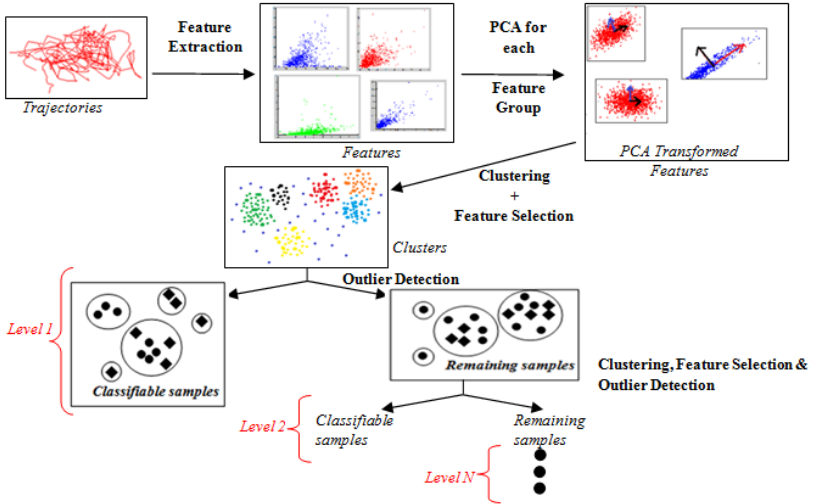 Feature
Extraction
PCA for
each
Feature
Group
Trajectories
Features
PCA Transformed
Features
Clustering
+
Feature Selection
Clusters
Outlier Detection
Level 1
Classifiable samples
Remaining samples
Clustering, Feature Selection &
Outlier Detection
Level 2
Classifiable
samples
Remaining
samples
Level N